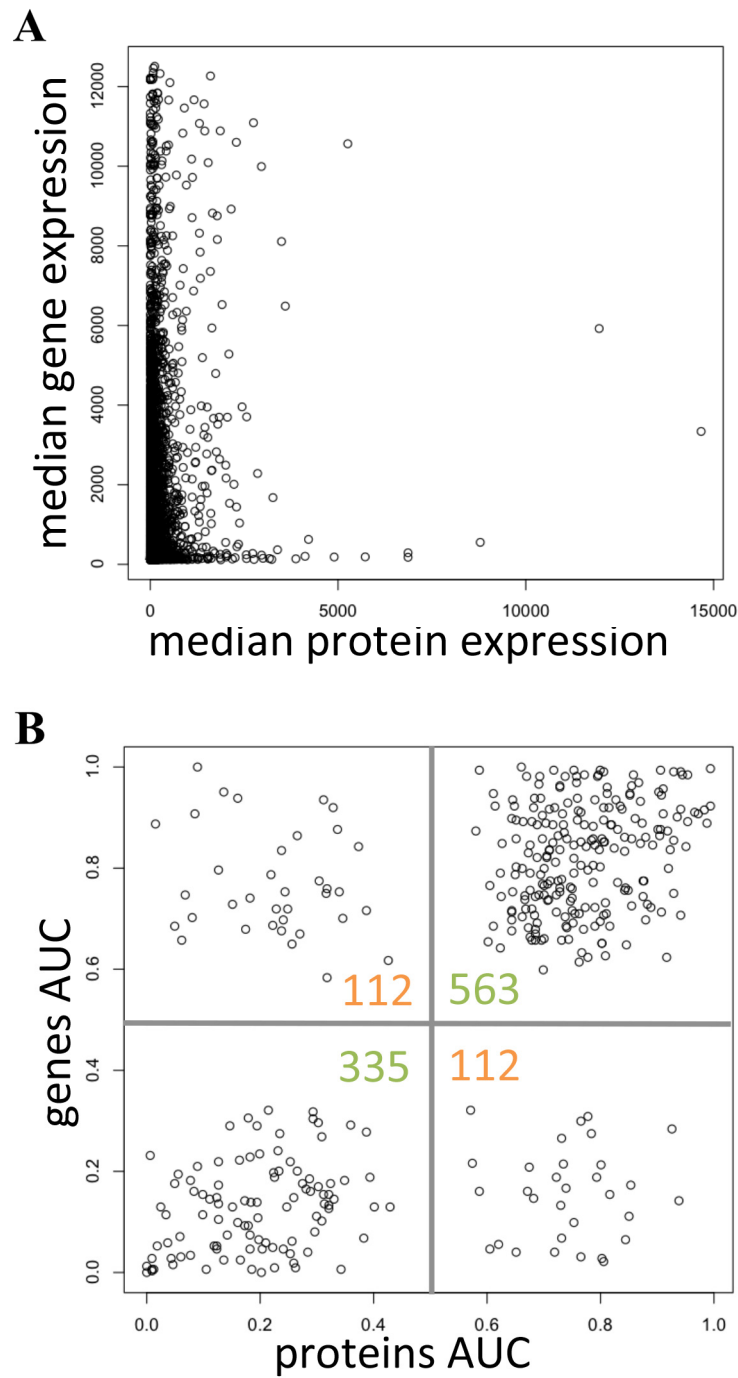 A
median gene expression
12000
10000
8000
6000
4000
2000
0
0 5000 10000 15000
median protein expression
B
genes AUC
1.0
0.8
0.6
0.4
0.2
0.0
112 563
335 112
0.0 0.2 0.4 0.6 0.8 1.0
proteins AUC